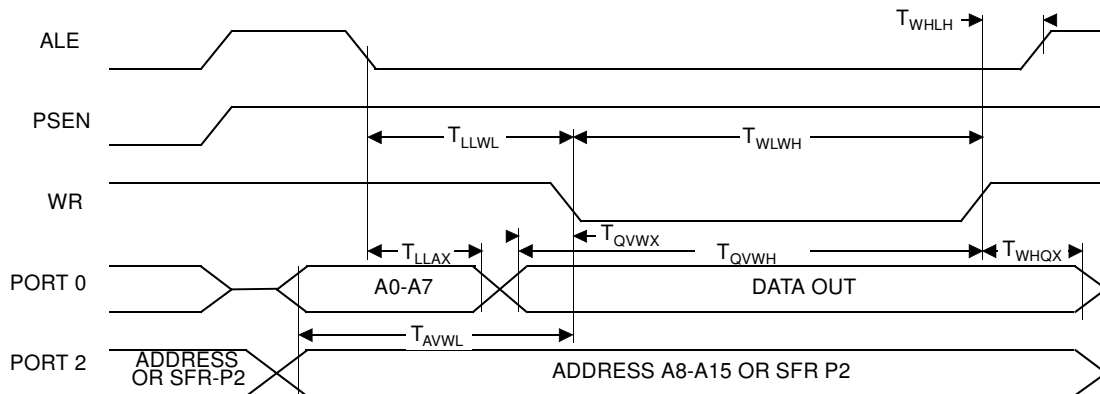 ALE
T_WHLH
PSEN
T_LLWL
T_WLWH
WR
T_LLAX
T_QVWX
T_QVWH
T_WHQX
PORT 0
A0-A7
DATA OUT
T_AVWL
PORT 2
ADDRESS
OR SFR-P2
ADDRESS A8-A15 OR SFR P2